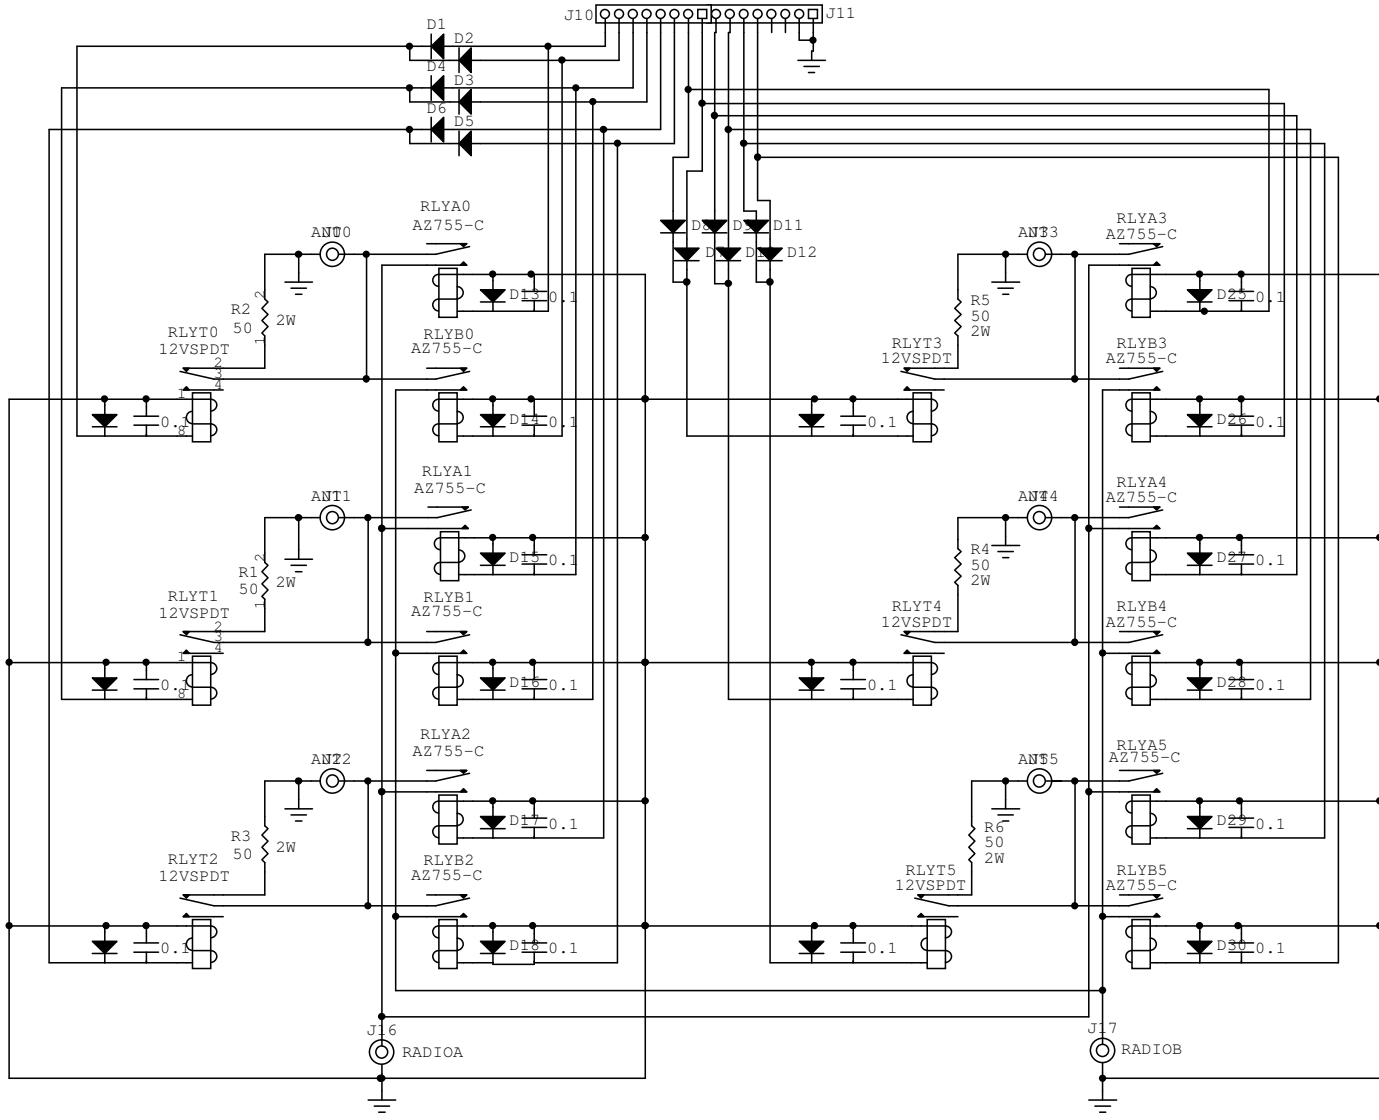 J10 J11
D1
D2
D4
D3
D6
D5
RLYA0
AZ755-C
ANT0
D13 0.1
R2
50
2W
2
1
RLYT0
12VSPDT
2
3
4
1
8
0.1
RLYB0
AZ755-C
D14 0.1
D11
D12
RLYA3
AZ755-C
D25 0.1
R5
50
2W
RLYT3
12VSPDT
0.1
RLYB3
AZ755-C
D26 0.1
RLYA1
AZ755-C
D15 0.1
R1
50
2W
2
1
RLYT1
12VSPDT
2
3
4
1
8
0.1
RLYB1
AZ755-C
D16 0.1
RLYA4
AZ755-C
D27 0.1
R4
50
2W
RLYT4
12VSPDT
0.1
RLYB4
AZ755-C
D28 0.1
RLYA2
AZ755-C
D17 0.1
R3
50
2W
RLYT2
12VSPDT
0.1
RLYB2
AZ755-C
D18 0.1
RLYA5
AZ755-C
D29 0.1
R6
50
2W
RLYT5
12VSPDT
0.1
RLYB5
AZ755-C
D30 0.1
J16
RADIOA
J17
RADIOB